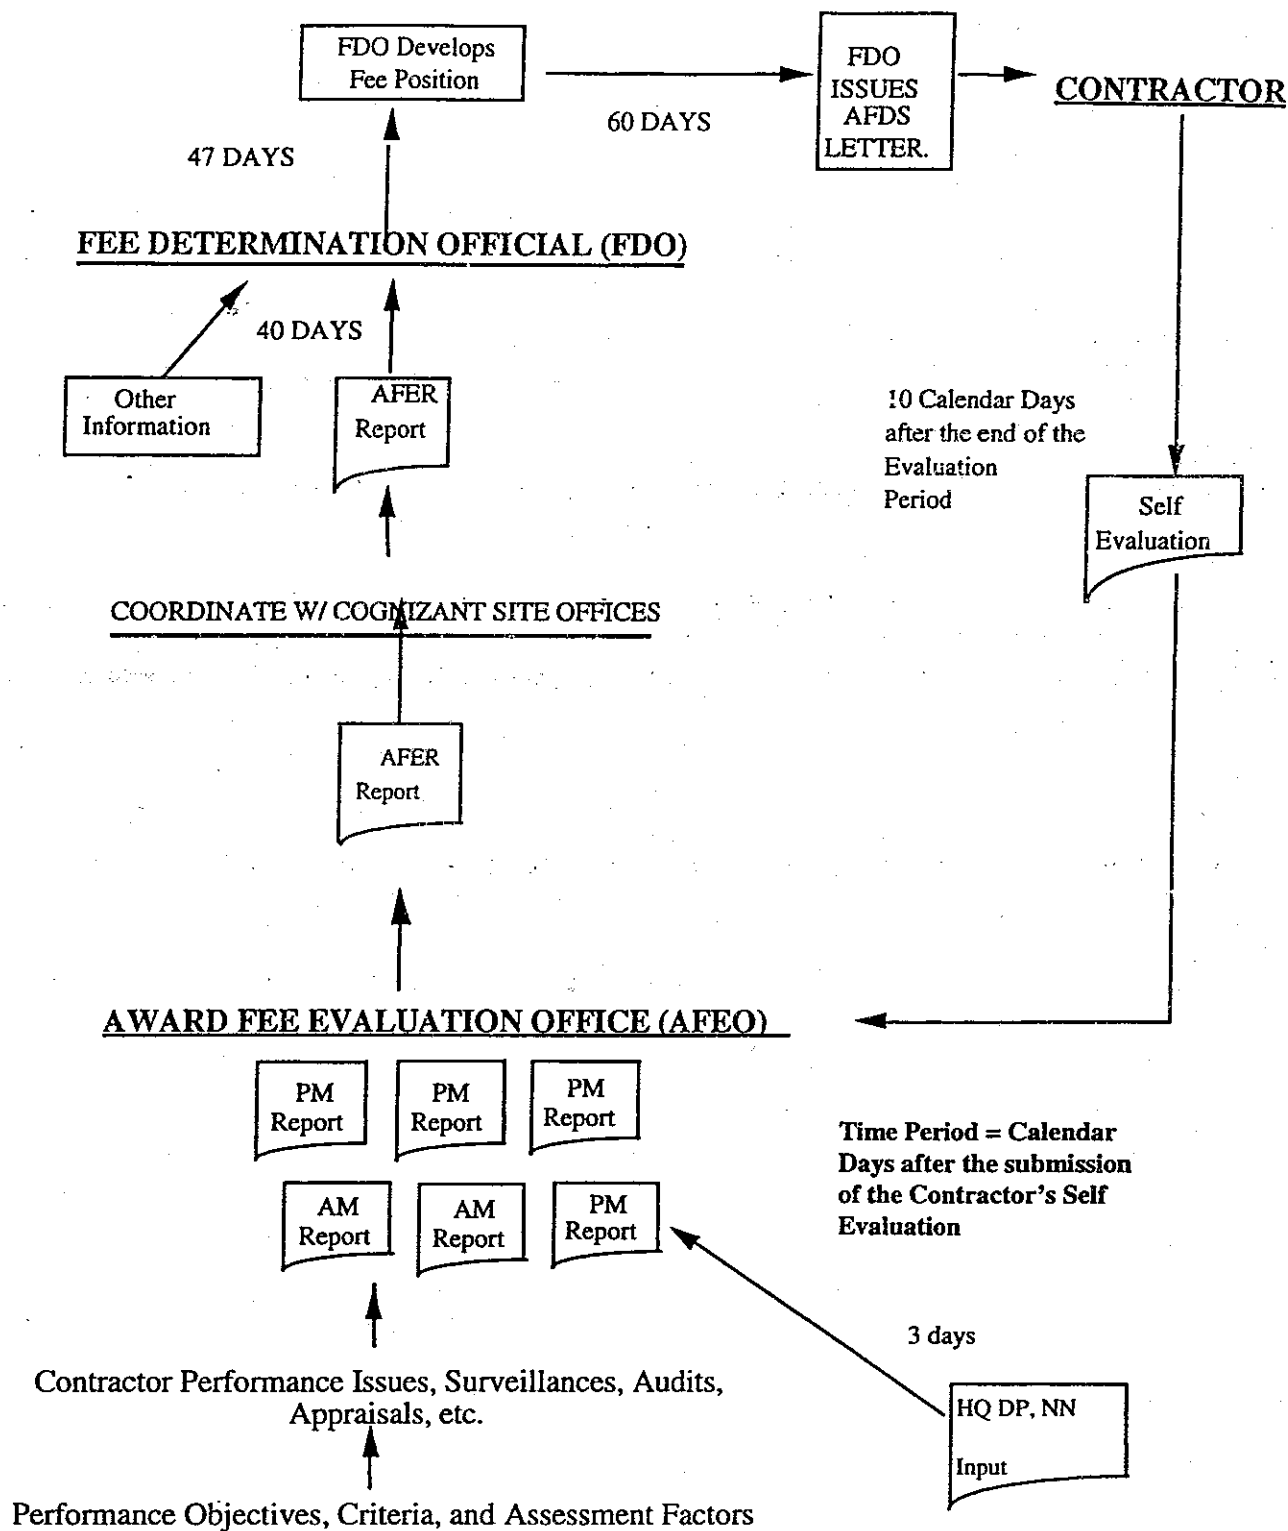 FDO Develops
Fee Position
FDO
ISSUES
AFDS
LETTER.
CONTRACTOR
60 DAYS
47 DAYS
FEE DETERMINATION OFFICIAL (FDO)
40 DAYS
Other
Information
AFER
Report
10 Calendar Days
after the end of the
Evaluation
Period
Self
Evaluation
COORDINATE W/ COGNIZANT SITE OFFICES
AFER
Report
AWARD FEE EVALUATION OFFICE (AFEO)
PM
Report
PM
Report
PM
Report
Time Period = Calendar
Days after the submission
of the Contractor's Self
Evaluation
AM
Report
AM
Report
PM
Report
3 days
Contractor Performance Issues, Surveillances, Audits,
Appraisals, etc.
HQ DP, NN
Input
Performance Objectives, Criteria, and Assessment Factors